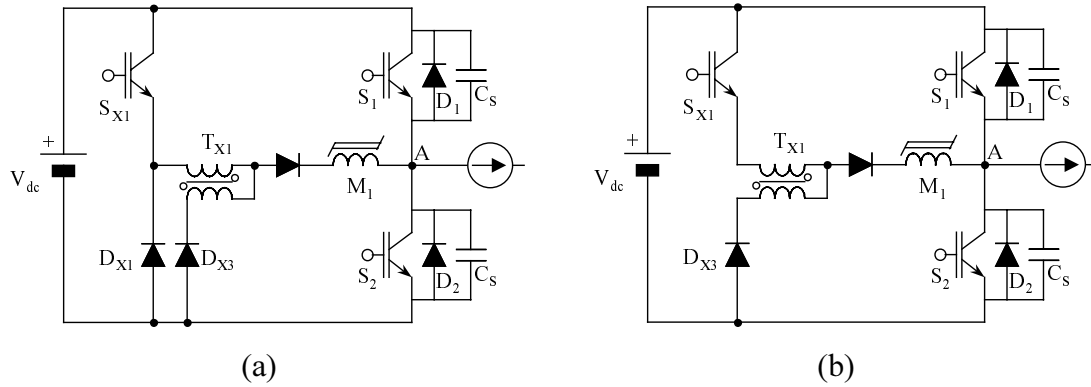 S_X1
T_X1
S_1
D_1
C_S
+
V_dc
A
M_1
D_X1
D_X3
S_2
D_2
C_S
(a)
S_X1
T_X1
S_1
D_1
C_S
+
V_dc
A
M_1
D_X3
S_2
D_2
C_S
(b)